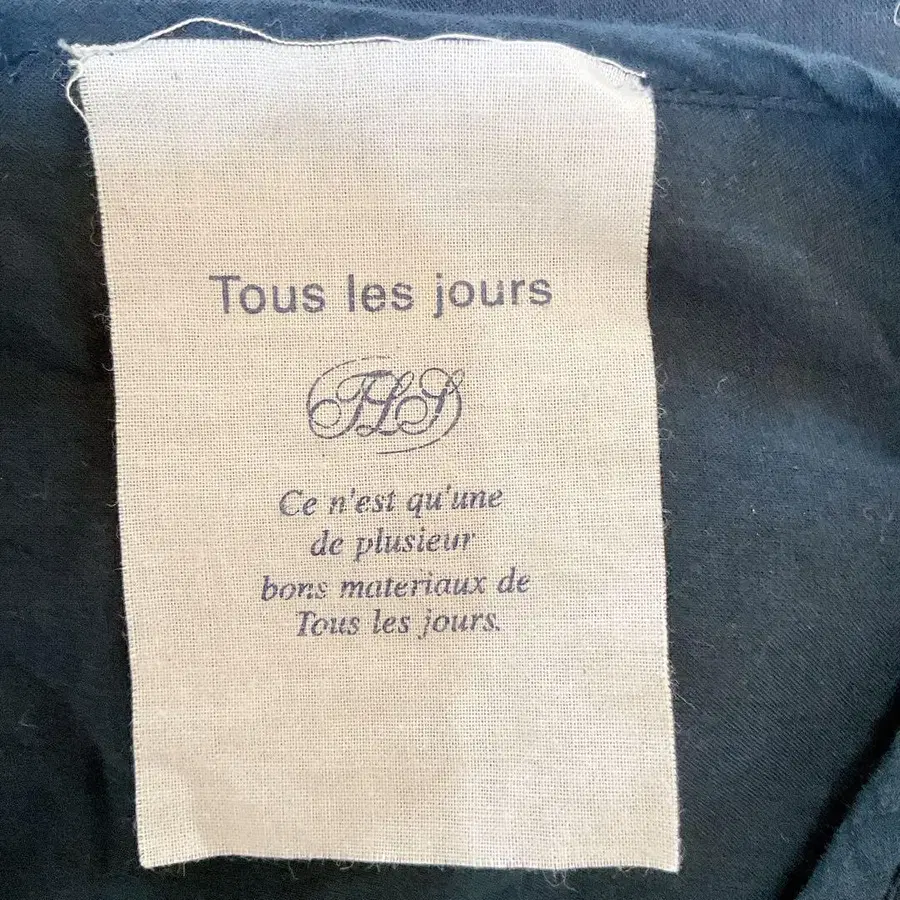 Tous les jours
TLJ
Ce n'est qu'une
de plusieur
bons materiaux de
Tous les jours.